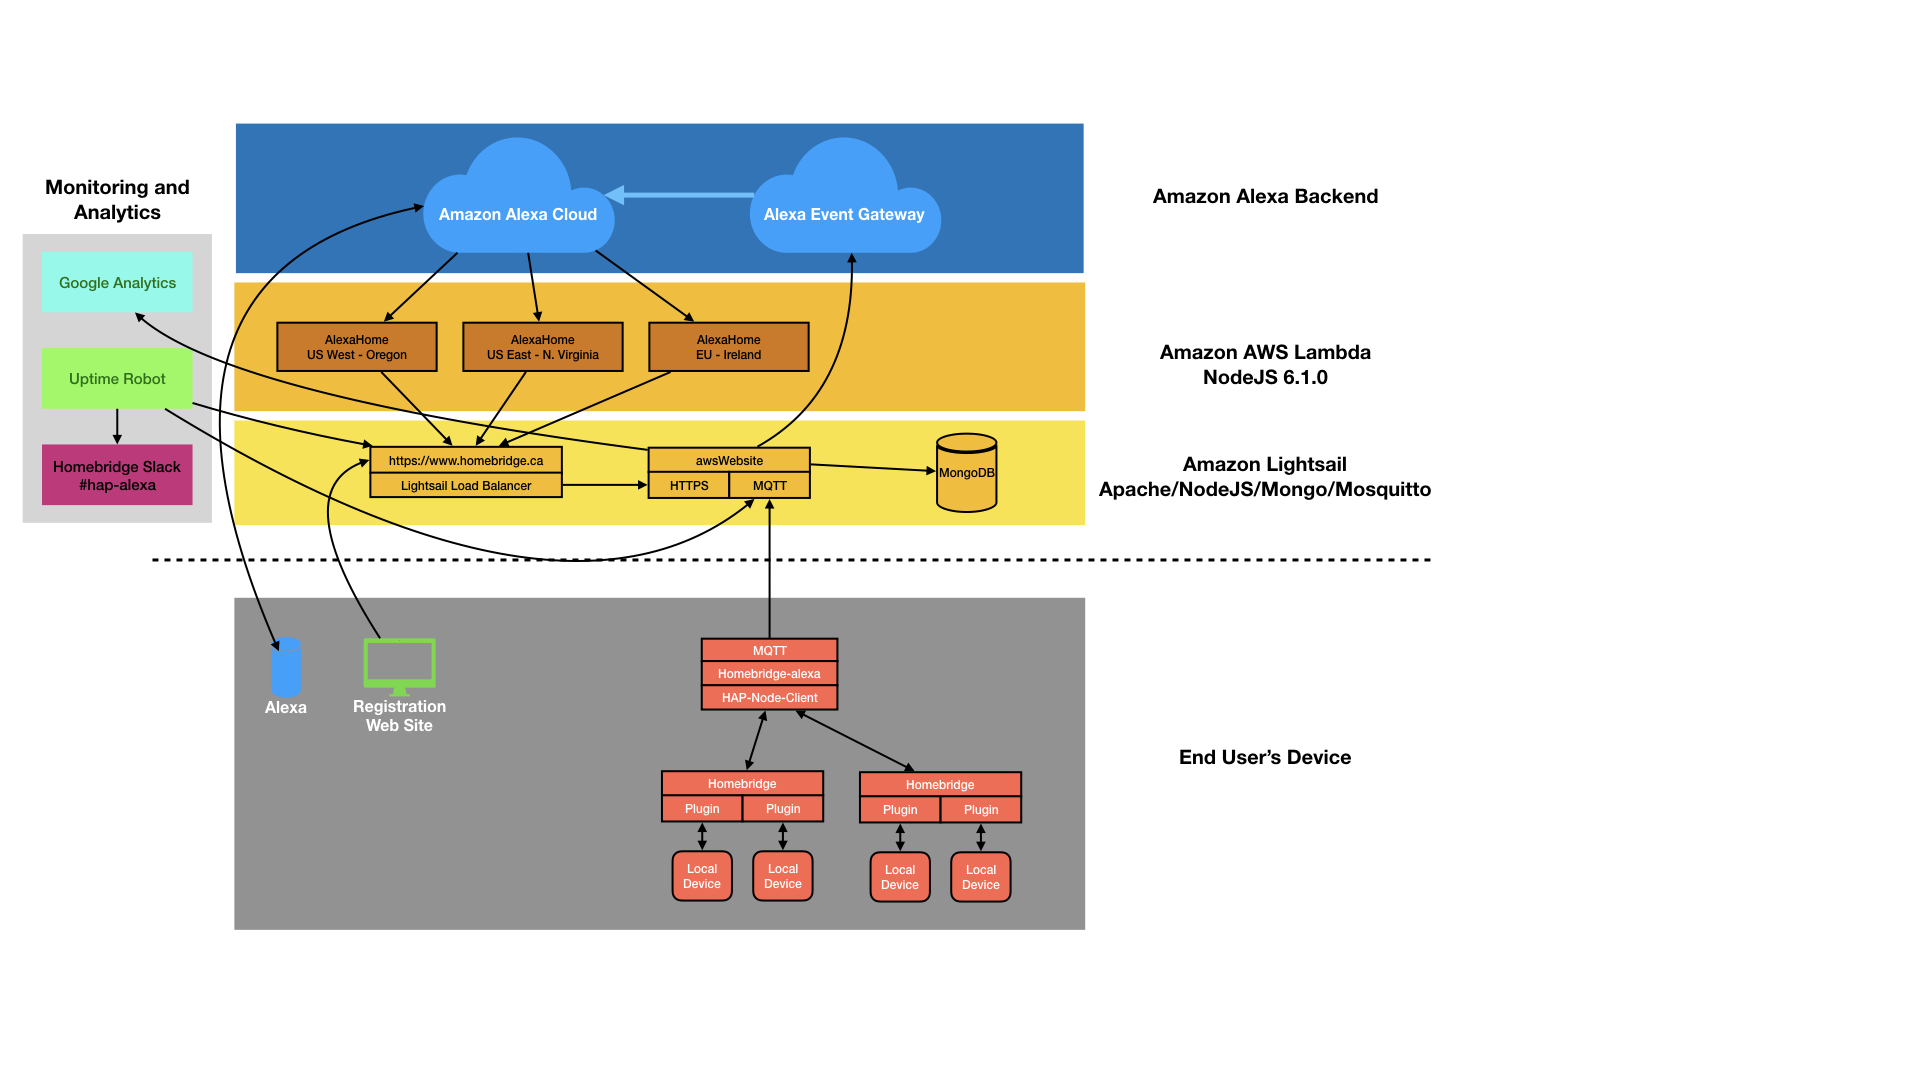 Monitoring and
Analytics
Google Analytics
Uptime Robot
Homebridge Slack
#hap-alexa
Amazon Alexa Cloud
Alexa Event Gateway
Amazon Alexa Backend
AlexaHome
US West - Oregon
AlexaHome
US East - N. Virginia
AlexaHome
EU - Ireland
Amazon AWS Lambda
NodeJS 6.1.0
https://www.homebridge.ca
Lightsail Load Balancer
awsWebsite
HTTPS
MQTT
MongoDB
Amazon Lightsail
Apache/NodeJS/Mongo/Mosquitto
Alexa
Registration
Web Site
MQTT
Homebridge-alexa
HAP-Node-Client
Homebridge
Plugin
Plugin
Local
Device
Local
Device
Homebridge
Plugin
Plugin
Local
Device
Local
Device
End User’s Device